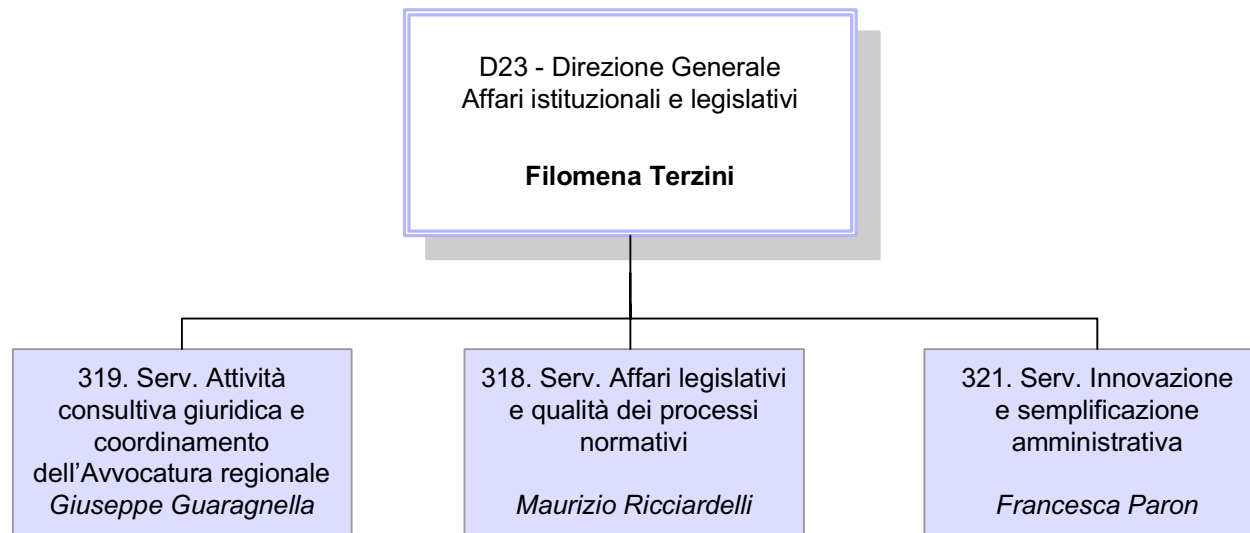 D23 - Direzione Generale
Affari istituzionali e legislativi
Filomena Terzini
319. Serv. Attività
consultiva giuridica e
coordinamento
dell’Avvocatura regionale
Giuseppe Guaragnella
318. Serv. Affari legislativi
e qualità dei processi
normativi
Maurizio Ricciardelli
321. Serv. Innovazione
e semplificazione
amministrativa
Francesca Paron